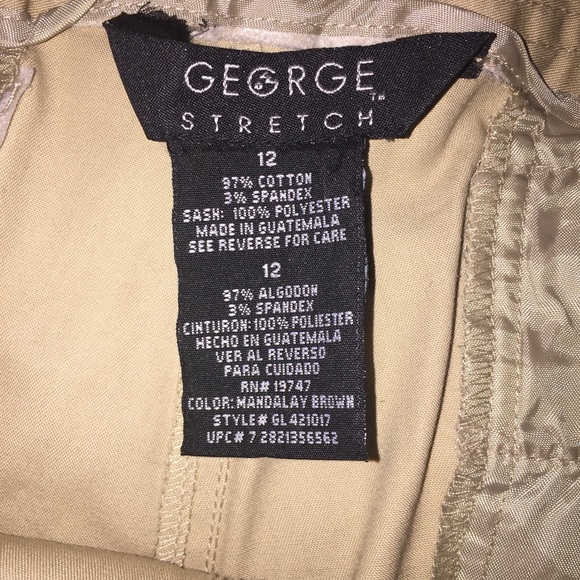 GEORGE™
STRETCH
12
97% COTTON
3% SPANDEX
SASH: 100% POLYESTER
MADE IN GUATEMALA
SEE REVERSE FOR CARE
12
97% ALGODON
3% SPANDEX
CINTURON: 100% POLIESTER
HECHO EN GUATEMALA
VER AL REVERSO
PARA CUIDADO
RN# 19747
COLOR: MANDALAY BROWN
STYLE# GL421017
UPC# 7 2821356562